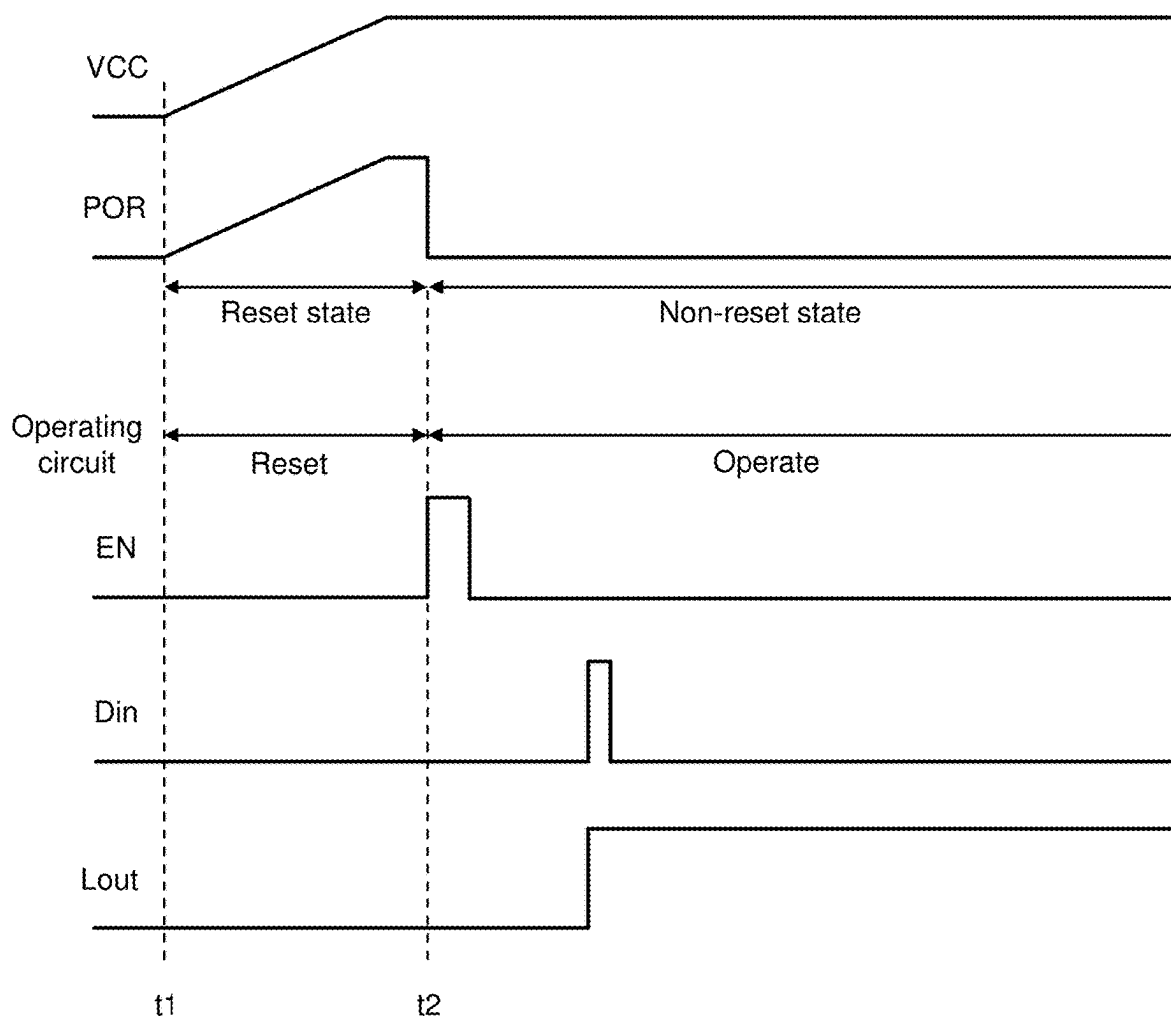 VCC
POR
Reset state
Non-reset state
Operating
circuit
Reset
Operate
EN
Din
Lout
t1
t2